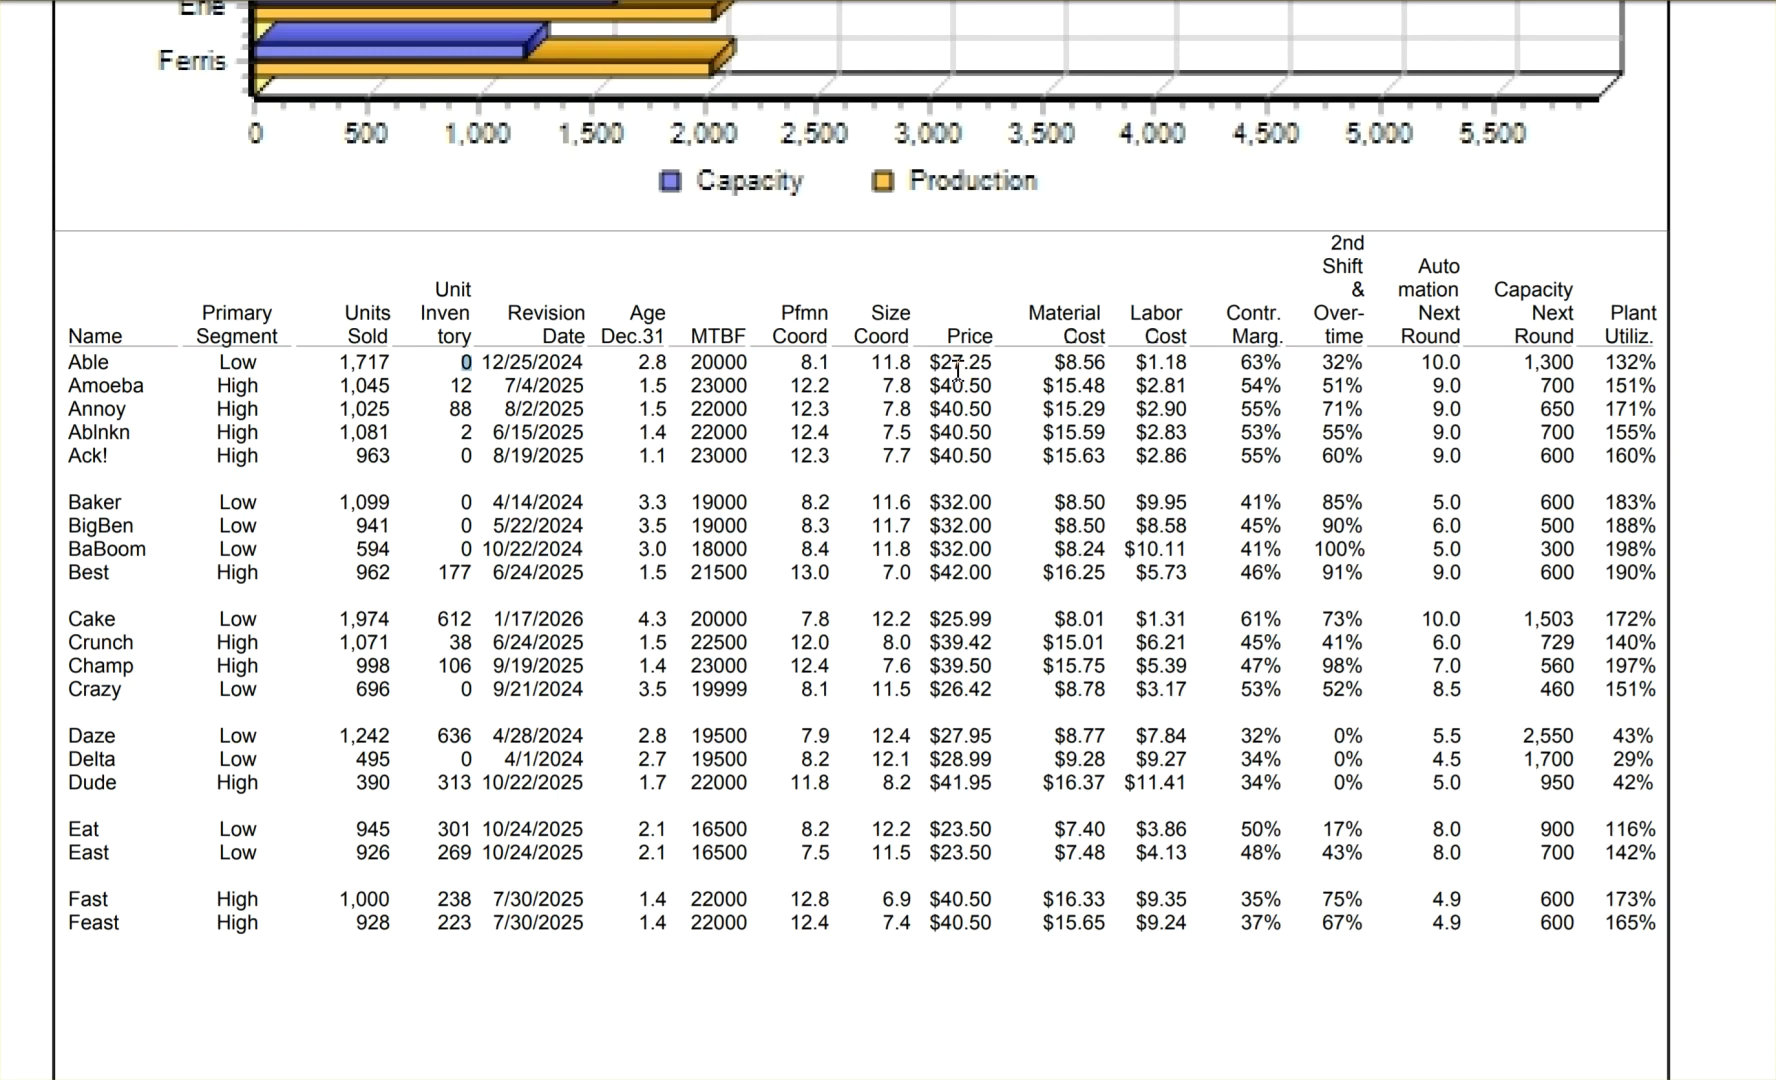 Erie
Ferris
0 500 1,000 1,500 2,000 2,500 3,000 3,500 4,000 4,500 5,000 5,500
Capacity Production
2nd
Shift Auto
Unit & mation Capacity
Primary Units Inven Revision Age Pfmn Size Material Labor Contr. Over- Next Next Plant
Name Segment Sold tory Date Dec.31 MTBF Coord Coord Price Cost Cost Marg. time Round Round Utiliz.
Able Low 1,717 0 12/25/2024 2.8 20000 8.1 11.8 $27.25 $8.56 $1.18 63% 32% 10.0 1,300 132%
Amoeba High 1,045 12 7/4/2025 1.5 23000 12.2 7.8 $40.50 $15.48 $2.81 54% 51% 9.0 700 151%
Annoy High 1,025 88 8/2/2025 1.5 22000 12.3 7.8 $40.50 $15.29 $2.90 55% 71% 9.0 650 171%
Ablnkn High 1,081 2 6/15/2025 1.4 22000 12.4 7.5 $40.50 $15.59 $2.83 53% 55% 9.0 700 155%
Ack! High 963 0 8/19/2025 1.1 23000 12.3 7.7 $40.50 $15.63 $2.86 55% 60% 9.0 600 160%
Baker Low 1,099 0 4/14/2024 3.3 19000 8.2 11.6 $32.00 $8.50 $9.95 41% 85% 5.0 600 183%
BigBen Low 941 0 5/22/2024 3.5 19000 8.3 11.7 $32.00 $8.50 $8.58 45% 90% 6.0 500 188%
BaBoom Low 594 0 10/22/2024 3.0 18000 8.4 11.8 $32.00 $8.24 $10.11 41% 100% 5.0 300 198%
Best High 962 177 6/24/2025 1.5 21500 13.0 7.0 $42.00 $16.25 $5.73 46% 91% 9.0 600 190%
Cake Low 1,974 612 1/17/2026 4.3 20000 7.8 12.2 $25.99 $8.01 $1.31 61% 73% 10.0 1,503 172%
Crunch High 1,071 38 6/24/2025 1.5 22500 12.0 8.0 $39.42 $15.01 $6.21 45% 41% 6.0 729 140%
Champ High 998 106 9/19/2025 1.4 23000 12.4 7.6 $39.50 $15.75 $5.39 47% 98% 7.0 560 197%
Crazy Low 696 0 9/21/2024 3.5 19999 8.1 11.5 $26.42 $8.78 $3.17 53% 52% 8.5 460 151%
Daze Low 1,242 636 4/28/2024 2.8 19500 7.9 12.4 $27.95 $8.77 $7.84 32% 0% 5.5 2,550 43%
Delta Low 495 0 4/1/2024 2.7 19500 8.2 12.1 $28.99 $9.28 $9.27 34% 0% 4.5 1,700 29%
Dude High 390 313 10/22/2025 1.7 22000 11.8 8.2 $41.95 $16.37 $11.41 34% 0% 5.0 950 42%
Eat Low 945 301 10/24/2025 2.1 16500 8.2 12.2 $23.50 $7.40 $3.86 50% 17% 8.0 900 116%
East Low 926 269 10/24/2025 2.1 16500 7.5 11.5 $23.50 $7.48 $4.13 48% 43% 8.0 700 142%
Fast High 1,000 238 7/30/2025 1.4 22000 12.8 6.9 $40.50 $16.33 $9.35 35% 75% 4.9 600 173%
Feast High 928 223 7/30/2025 1.4 22000 12.4 7.4 $40.50 $15.65 $9.24 37% 67% 4.9 600 165%